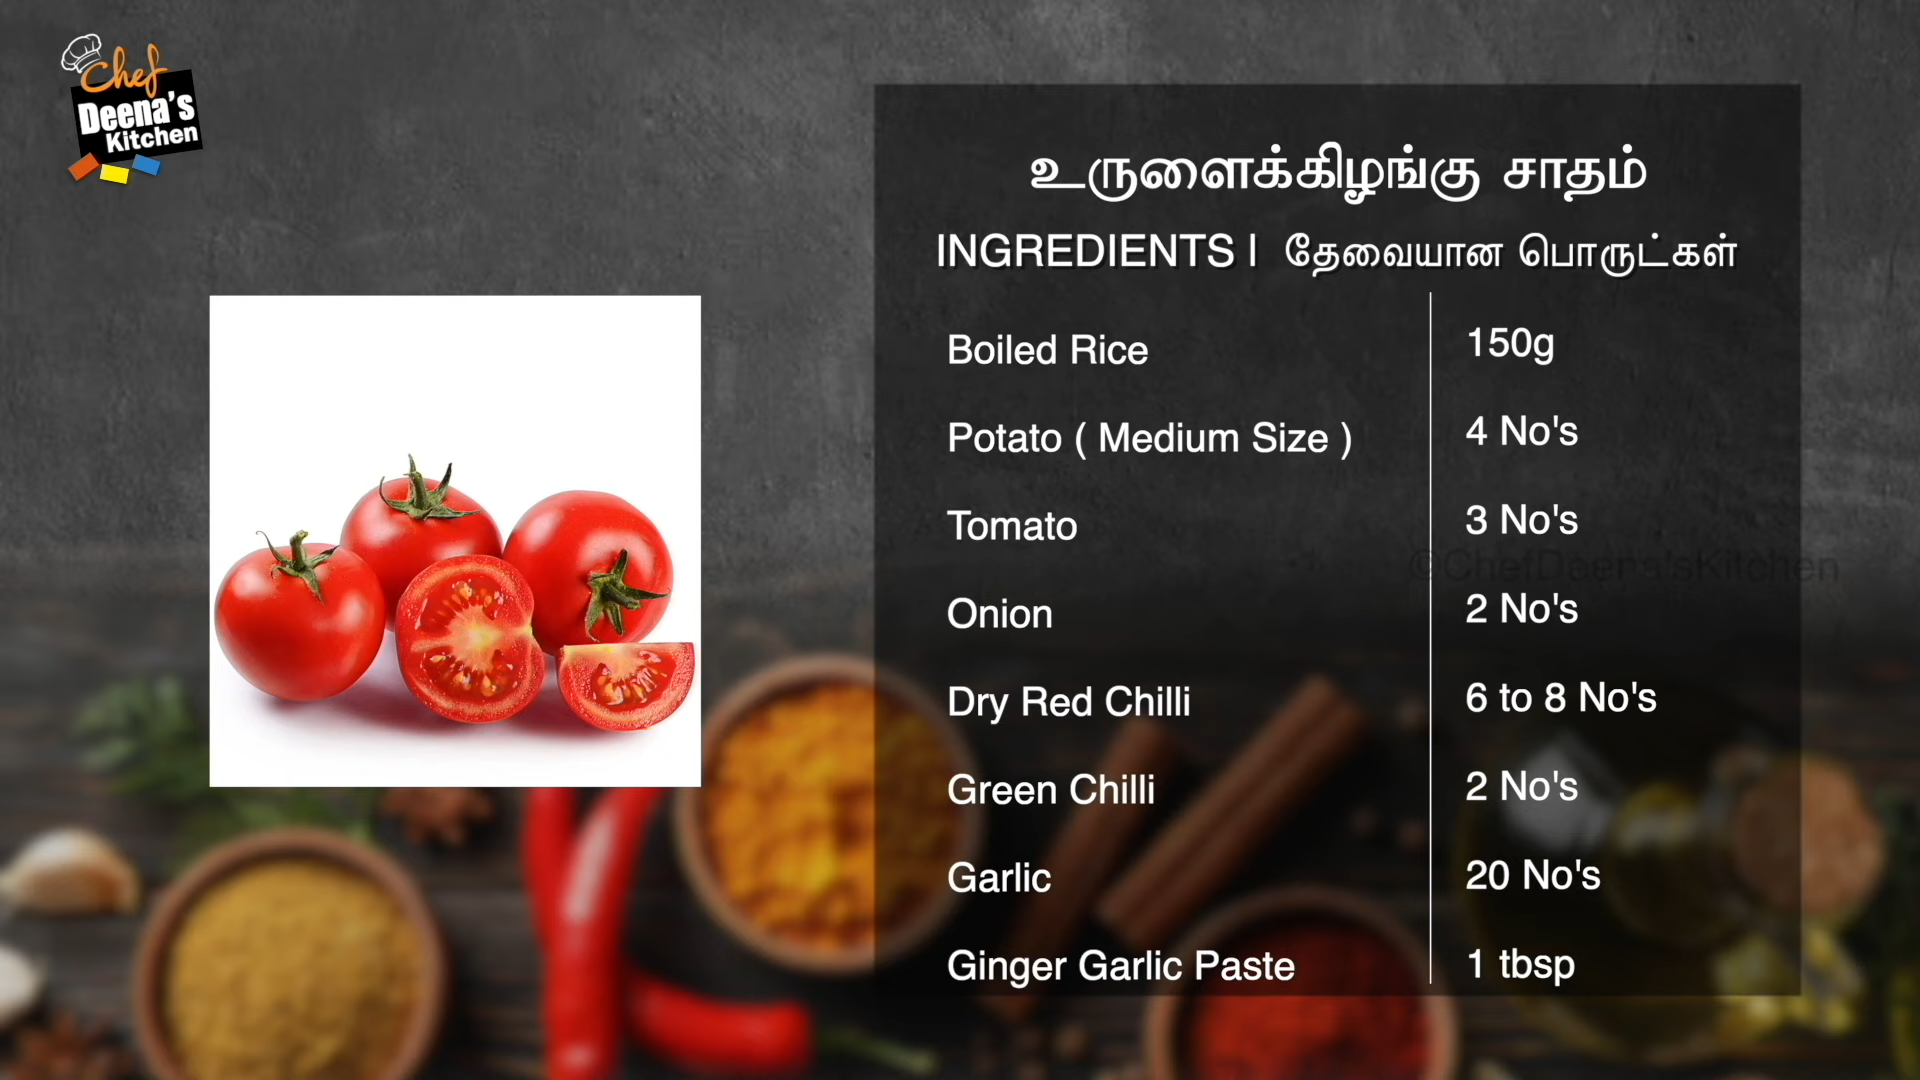 Chef
Deena's
Kitchen
உருளைக்கிழங்கு சாதம்
INGREDIENTS | தேவையான பொருட்கள்
Boiled Rice 150g
Potato ( Medium Size ) 4 No's
Tomato 3 No's
©ChefDeena'sKitchen
Onion 2 No's
Dry Red Chilli 6 to 8 No's
Green Chilli 2 No's
Garlic 20 No's
Ginger Garlic Paste 1 tbsp